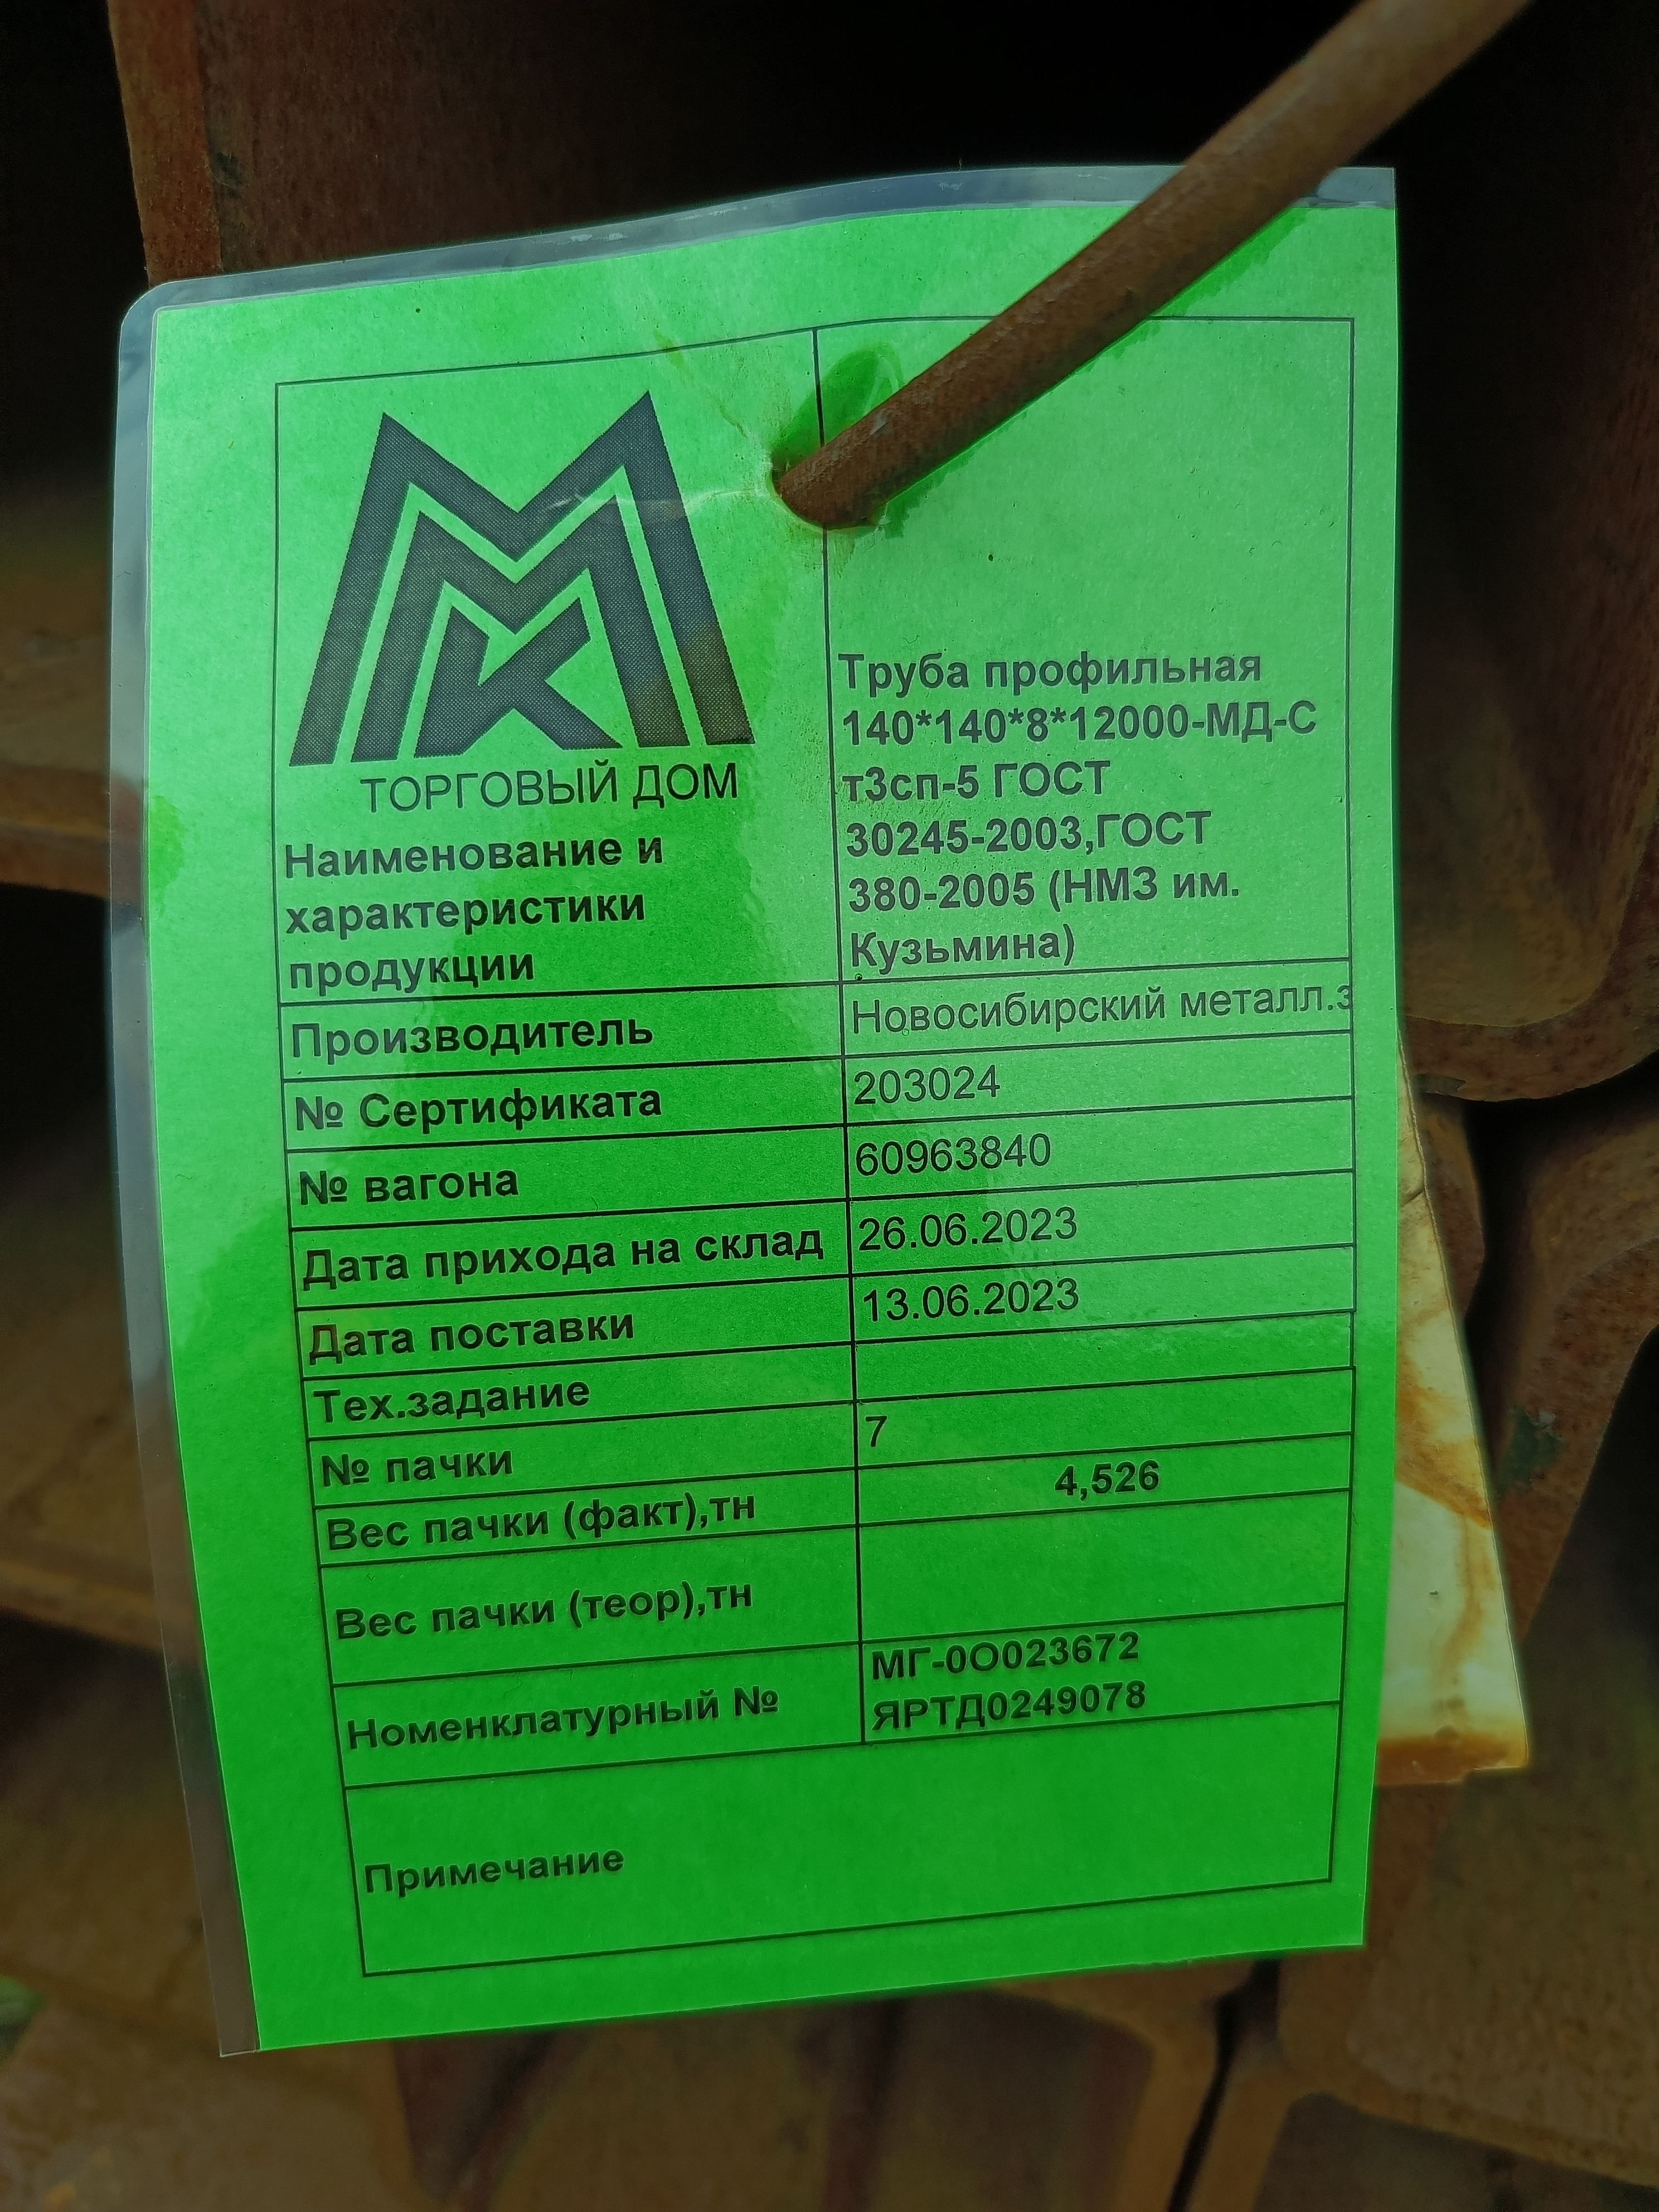 ММК
ТОРГОВЫЙ ДОМ
Наименование и
характеристики
продукции
Труба профильная
140*140*8*12000-МД-С
т3сп-5 ГОСТ
30245-2003,ГОСТ
380-2005 (НМЗ им.
Кузьмина)
Производитель
Новосибирский металл.з
№ Сертификата
203024
№ вагона
60963840
Дата прихода на склад
26.06.2023
Дата поставки
13.06.2023
Тех.задание
№ пачки
7
Вес пачки (факт),тн
4,526
Вес пачки (теор),тн
Номенклатурный №
МГ-0О023672
ЯРТД0249078
Примечание